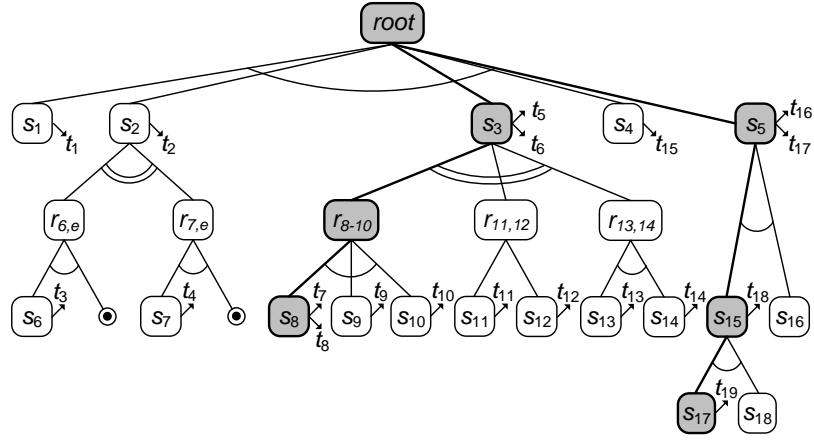 root
s1 t1 s2 t2 s3 t5 t6 s4 t15 s5 t16 t17
r6,e r7,e r8-10 r11,12 r13,14
s6 t3 s7 t4 s8 t7 t8 s9 t9 s10 t10 s11 t11 s12 t12 s13 t13 s14 t14 s15 t18 s16
s17 t19 s18